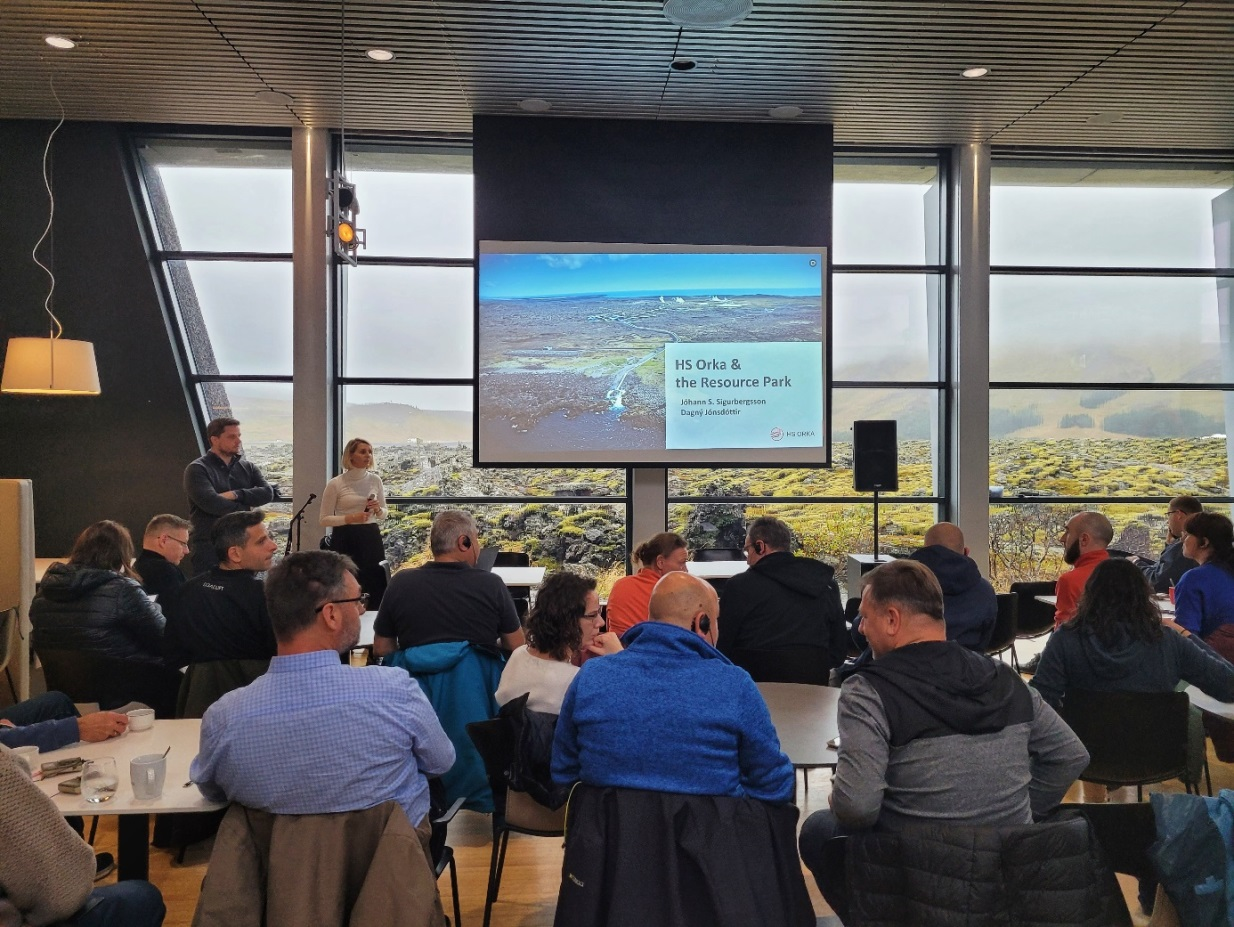 HS Orka &
the Resource Park
Jóhann S. Sigurbergsson
Dagný Jónsdóttir
HS ORKA